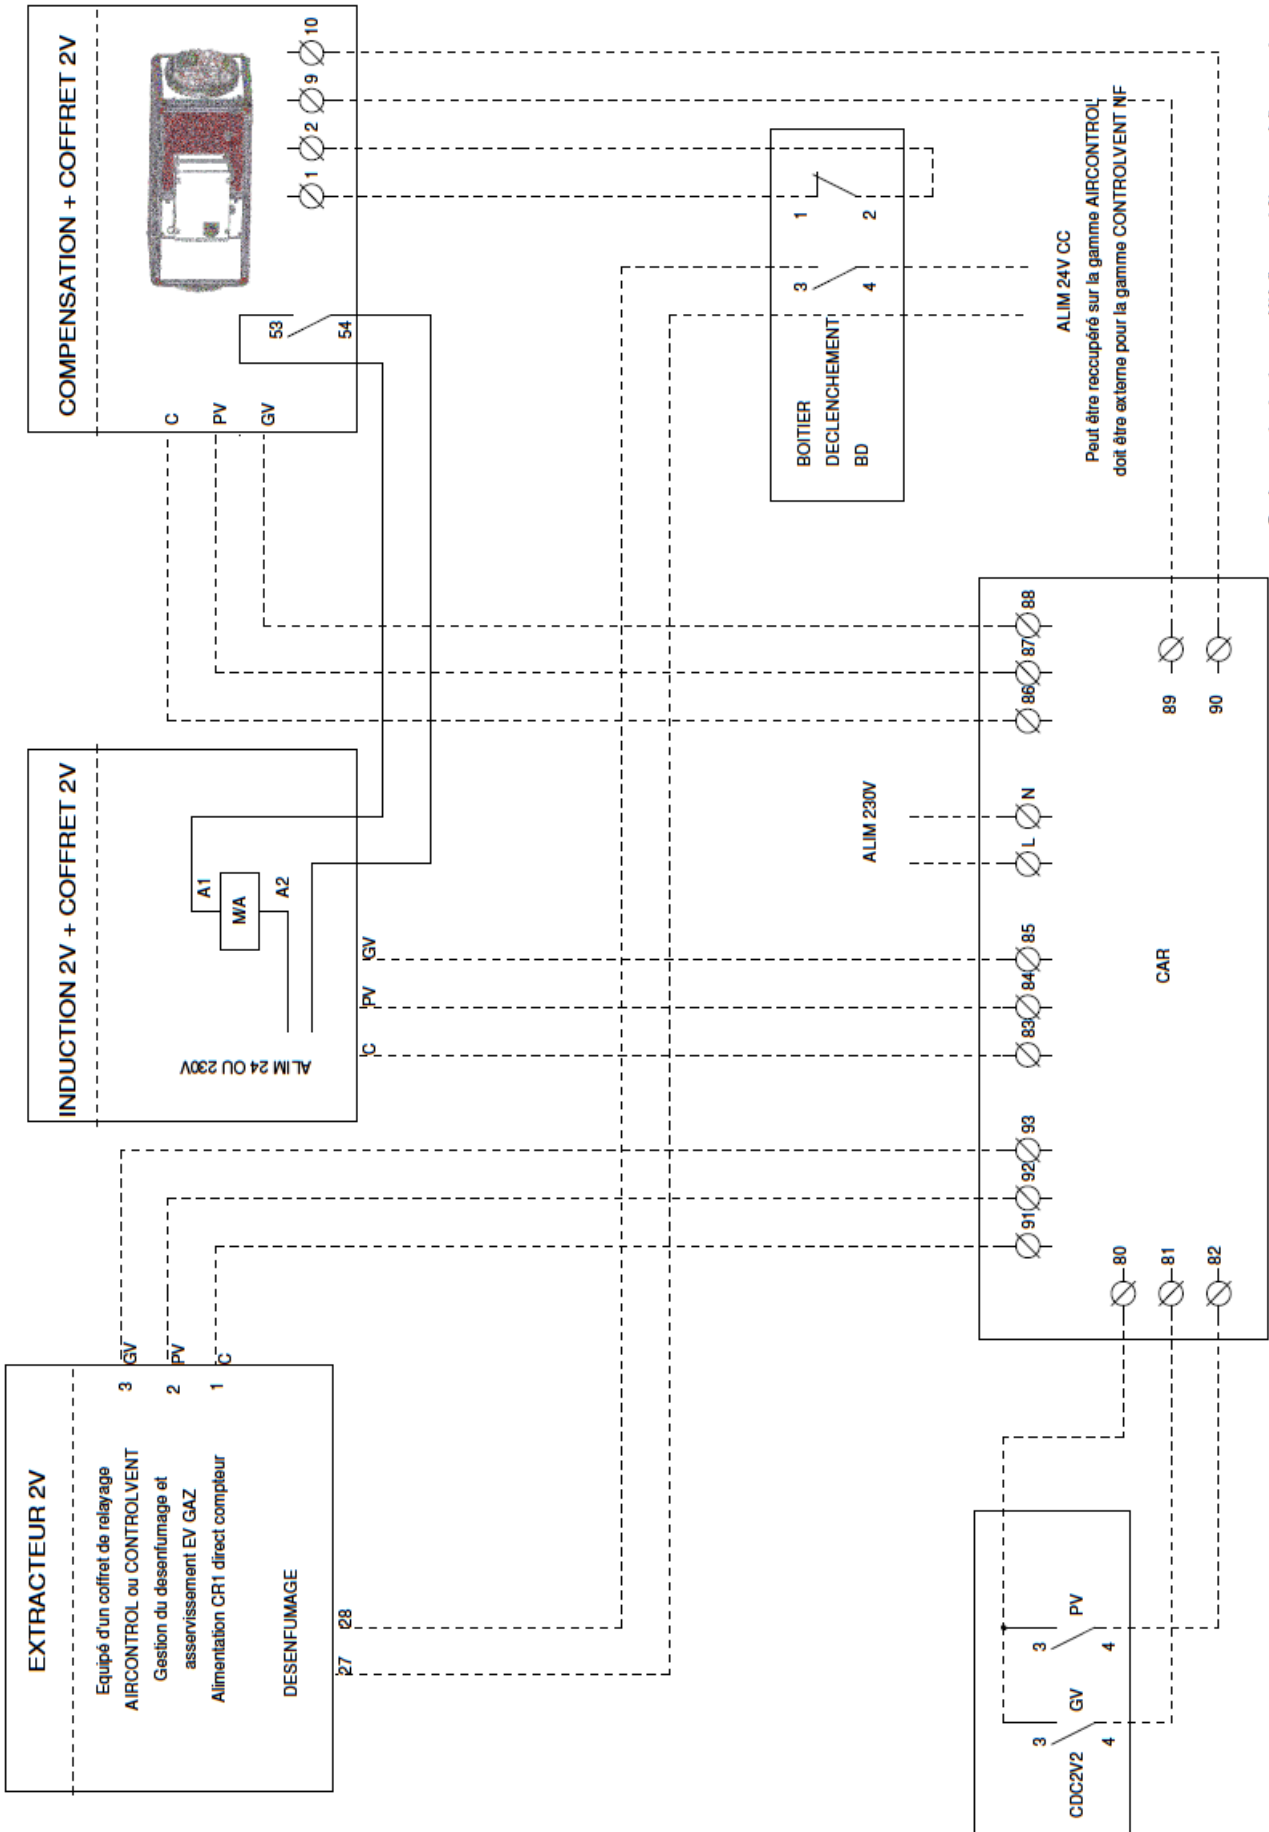 EXTRACTEUR 2V
Equipé d'un coffret de relayage
AIRCONTROL ou CONTROLVENT
Gestion du desenfumage et
asservissement EV GAZ
Alimentation CR1 direct compteur
DESENFUMAGE
3 GV
2 PV
1 C
27 28
INDUCTION 2V + COFFRET 2V
A1
M/A
A2
ALIM 24 OU 230V
C PV GV
COMPENSATION + COFFRET 2V
1 2 9 10
53
54
C
PV
GV
BOITIER
DECLENCHEMENT
BD
3
4
1
2
ALIM 24V CC
Peut être reccupéré sur la gamme AIRCONTROL
doit être externe pour la gamme CONTROLVENT NF
ALIM 230V
91 92 93 83 84 85 L N 86 87 88
CAR
80
81
82
89
90
CDC2V2
3 GV 4
3 PV 4